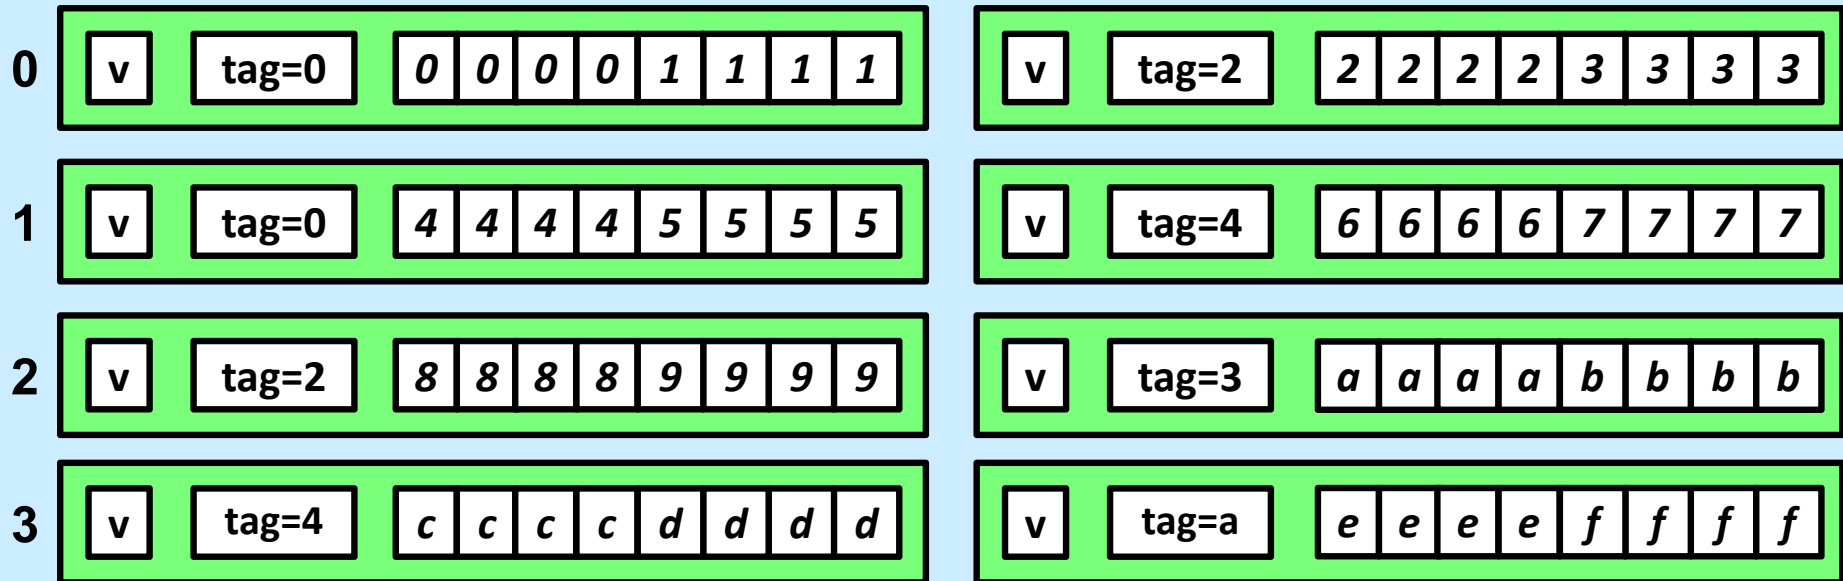 0 v tag=0 0 0 0 0 1 1 1 1 v tag=2 2 2 2 2 3 3 3 3
1 v tag=0 4 4 4 4 5 5 5 5 v tag=4 6 6 6 6 7 7 7 7
2 v tag=2 8 8 8 8 9 9 9 9 v tag=3 a a a a b b b b
3 v tag=4 c c c c d d d d v tag=a e e e e f f f f